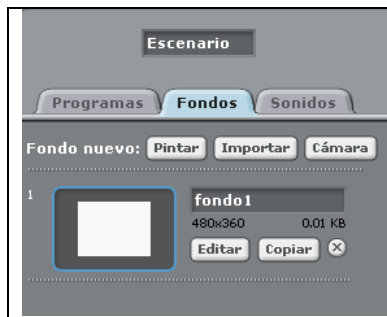 Escenario
Programas Fondos Sonidos
Fondo nuevo: Pintar Importar Cámara
1
fondo1
480x360 0.01 KB
Editar Copiar